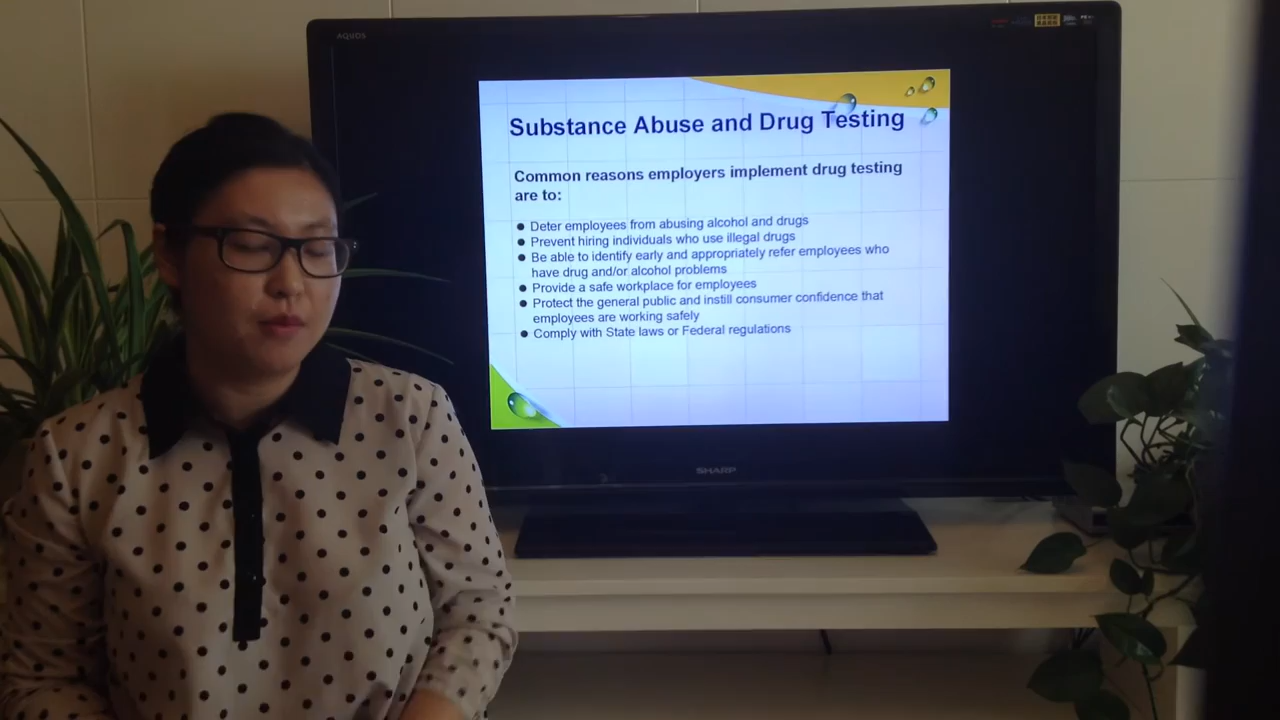 AQUOS
Substance Abuse and Drug Testing
Common reasons employers implement drug testing
are to:
● Deter employees from abusing alcohol and drugs
● Prevent hiring individuals who use illegal drugs
● Be able to identify early and appropriately refer employees who
have drug and/or alcohol problems
● Provide a safe workplace for employees
● Protect the general public and instill consumer confidence that
employees are working safely
● Comply with State laws or Federal regulations
SHARP